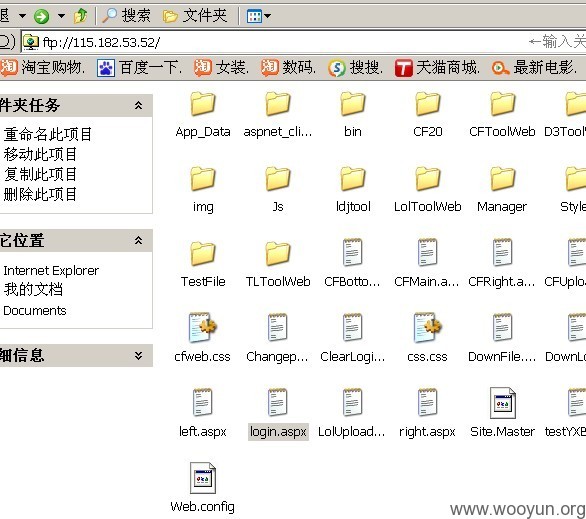 退 搜索 文件夹
D) ftp://115.182.53.52/ ←输入关
淘宝购物. 百度一下. 女装. 数码. 搜搜. 天猫商城. 最新电影.
件夹任务
重命名此项目
移动此项目
复制此项目
删除此项目
它位置
Internet Explorer
我的文档
Documents
细信息
App_Data aspnet_cli... bin CF20 CFToolWeb D3Too
img Js ldjtool LolToolWeb Manager Style
TestFile TLToolWeb CFBotto... CFMain.a... CFRight.a... CFUploa
cfweb.css Changep... ClearLogi... css.css DownFile.... DownLo
left.aspx login.aspx LolUpload... right.aspx Site.Master testYXB
Web.config
www.wooyun.org